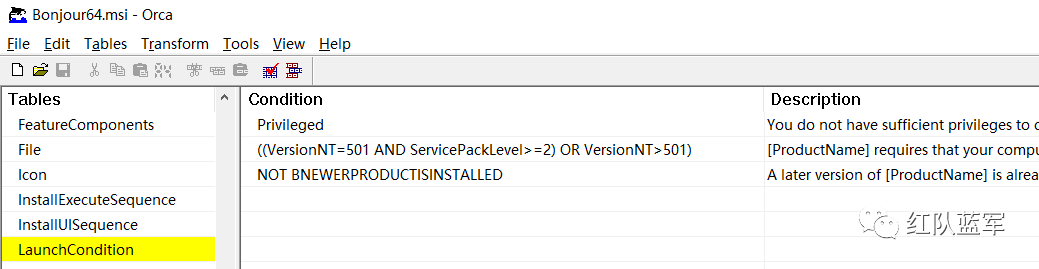 Bonjour64.msi - Orca
File Edit Tables Transform Tools View Help
Tables Condition Description
FeatureComponents Privileged You do not have sufficient privileges to
File ((VersionNT=501 AND ServicePackLevel>=2) OR VersionNT>501) [ProductName] requires that your
Icon NOT BNEWERPRODUCTISINSTALLED A later version of [ProductName] is
InstallExecuteSequence
InstallUISequence
LaunchCondition
红队蓝军